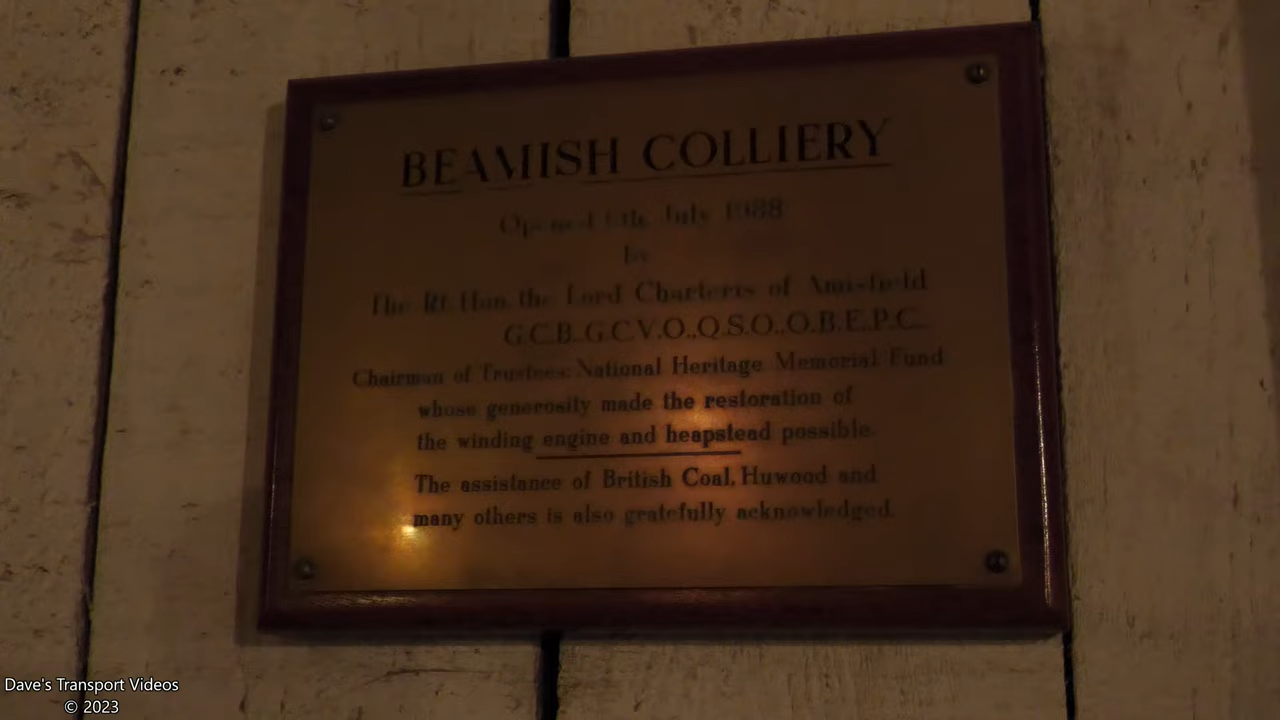 BEAMISH COLLIERY
Opened July 1988
by
The Rt. Hon. the Lord Charteris of Amisfield
G.C.B., G.C.V.O., Q.S.O., O.B.E., P.C.
Chairman of Trustees: National Heritage Memorial Fund
whose generosity made the restoration of
the winding engine and heapstead possible.
The assistance of British Coal, Huwood and
many others is also gratefully acknowledged.
Dave's Transport Videos
© 2023